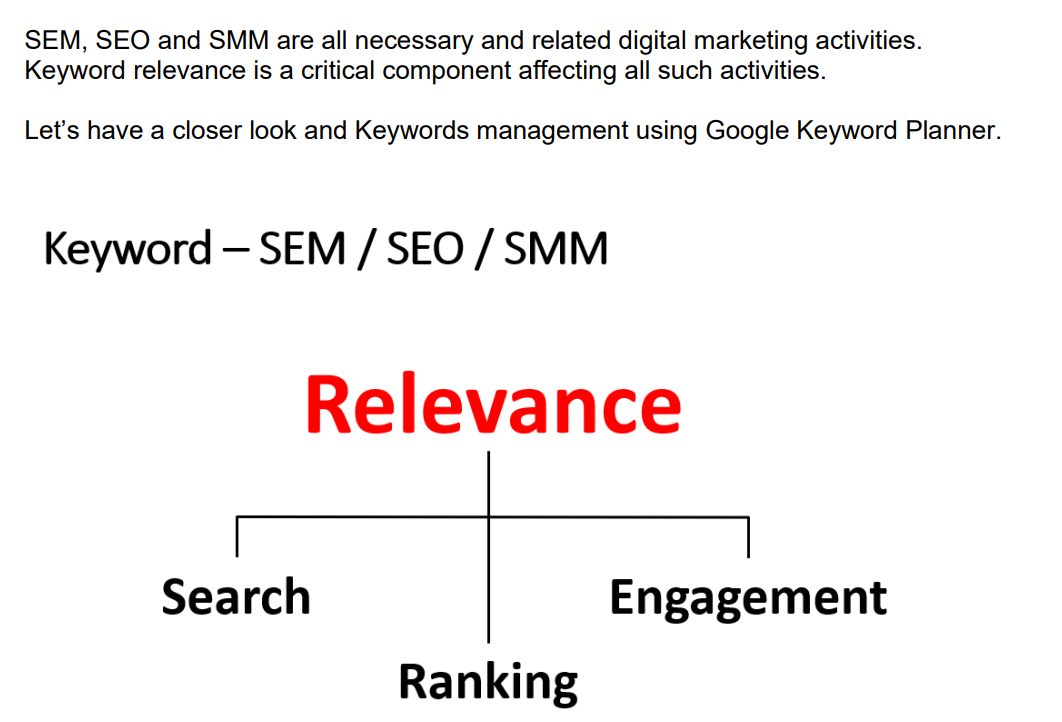 SEM, SEO and SMM are all necessary and related digital marketing activities.
Keyword relevance is a critical component affecting all such activities.
Let’s have a closer look and Keywords management using Google Keyword Planner.
Keyword – SEM / SEO / SMM
Relevance
Search
Engagement
Ranking